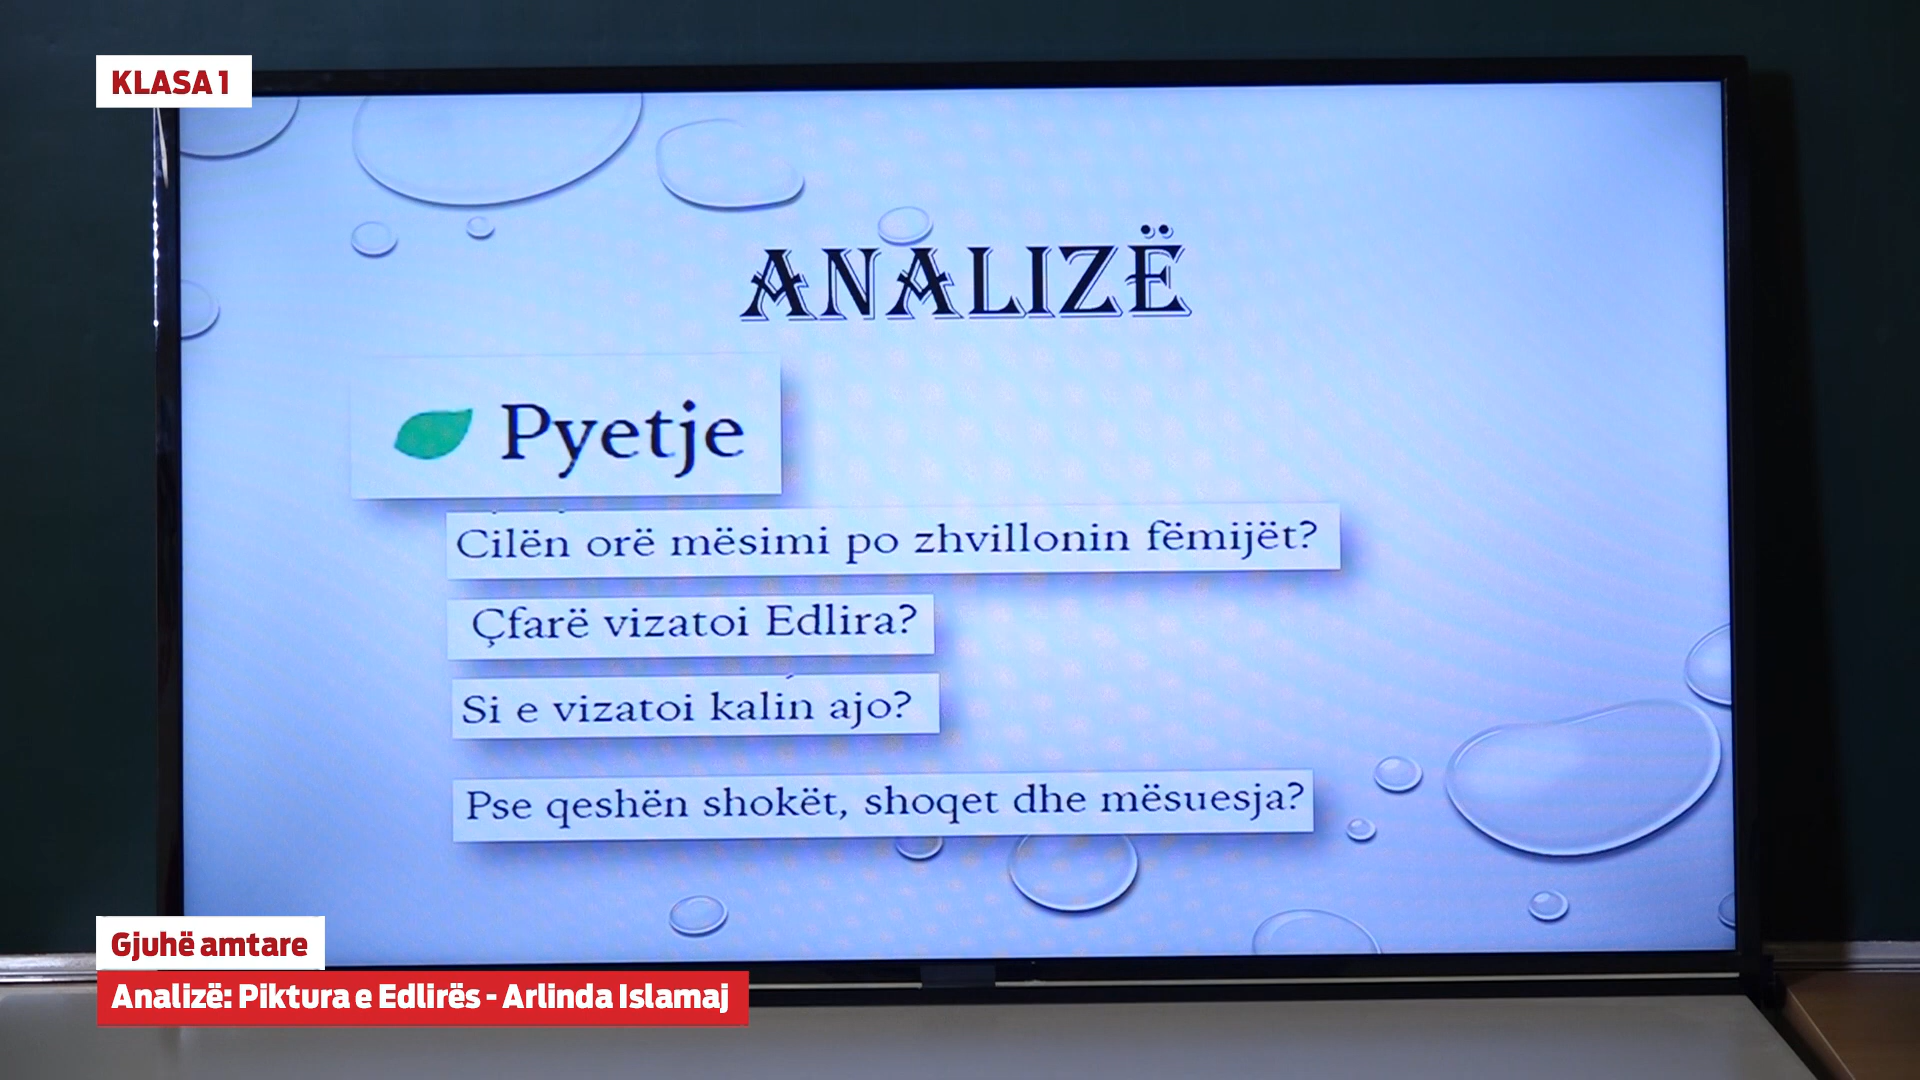 KLASA 1
ANALIZË
Pyetje
Cilën orë mësimi po zhvillonin fëmijët?
Çfarë vizatoi Edlira?
Si e vizatoi kalin ajo?
Pse qeshën shokët, shoqet dhe mësuesja?
Gjuhë amtare
Analizë: Piktura e Edlirës - Arlinda Islamaj